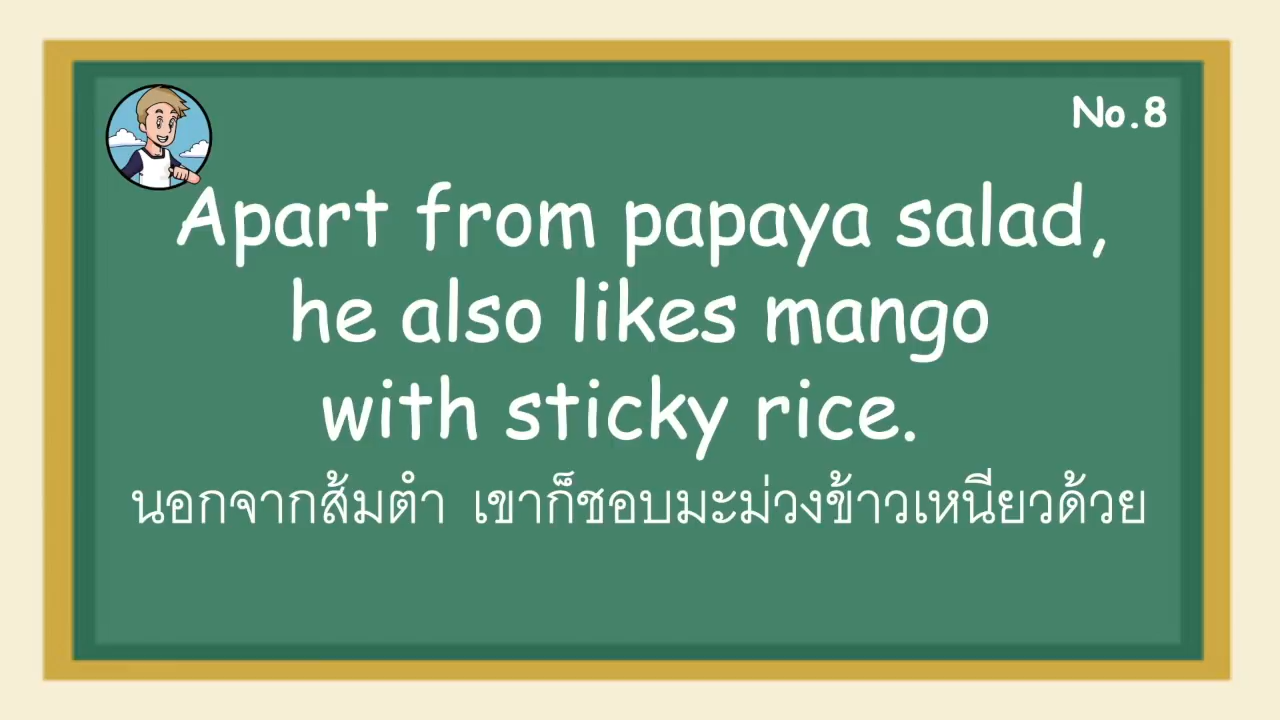 No.8
Apart from papaya salad,
he also likes mango
with sticky rice.
นอกจากส้มตำ เขาก็ชอบมะม่วงข้าวเหนียวด้วย